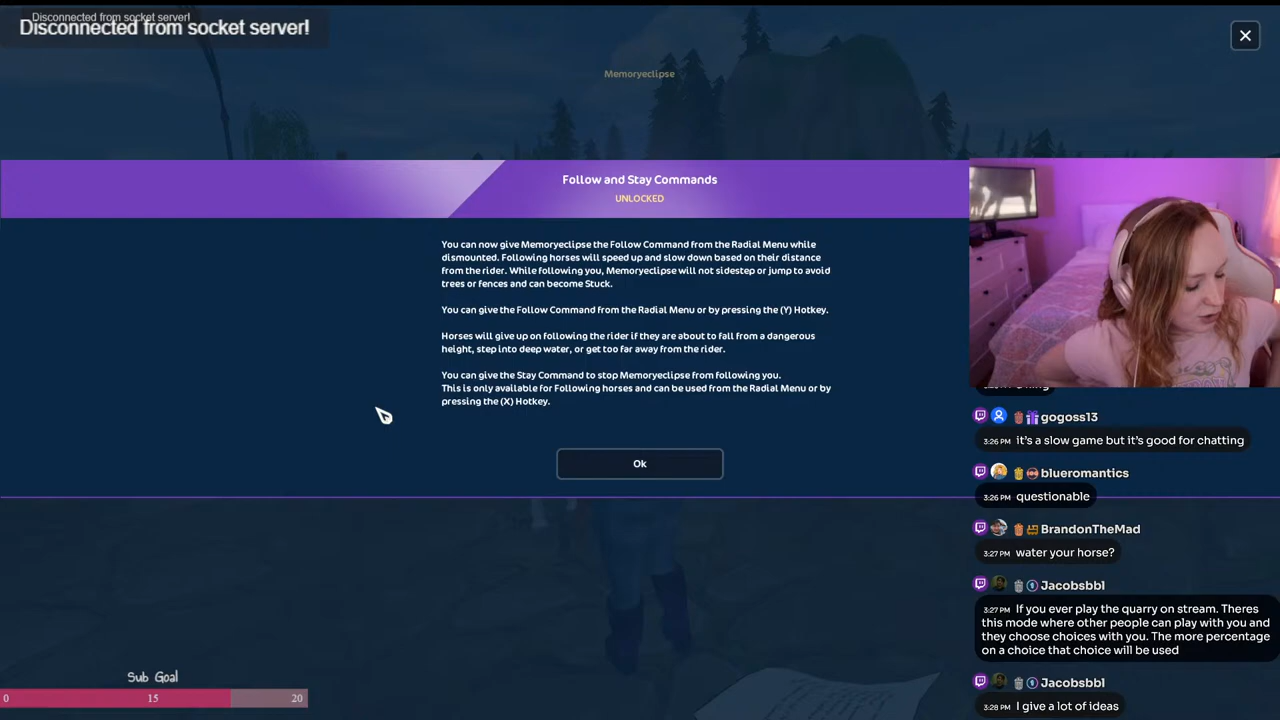 Disconnected from socket server!
Disconnected from socket server!
Memoryeclipse
Follow and Stay Commands
UNLOCKED
You can now give Memoryeclipse the Follow Command from the Radial Menu while
dismounted. Following horses will speed up and slow down based on their distance
from the rider. While following you, Memoryeclipse will not sidestep or jump to avoid
trees or fences and can become Stuck.
You can give the Follow Command from the Radial Menu or by pressing the (Y) Hotkey.
Horses will give up on following the rider if they are about to fall from a dangerous
height, step into deep water, or get too far away from the rider.
You can give the Stay Command to stop Memoryeclipse from following you.
This is only available for Following horses and can be used from the Radial Menu or by
pressing the (X) Hotkey.
Ok
gogoss13
3:26 PM it's a slow game but it's good for chatting
blueromantics
3:26 PM questionable
BrandonTheMad
3:27 PM water your horse?
Jacobsbbl
3:27 PM If you ever play the quarry on stream. Theres
this mode where other people can play with you and
they choose choices with you. The more percentage
on a choice that choice will be used
Jacobsbbl
3:28 PM I give a lot of ideas
Sub Goal
0 15 20